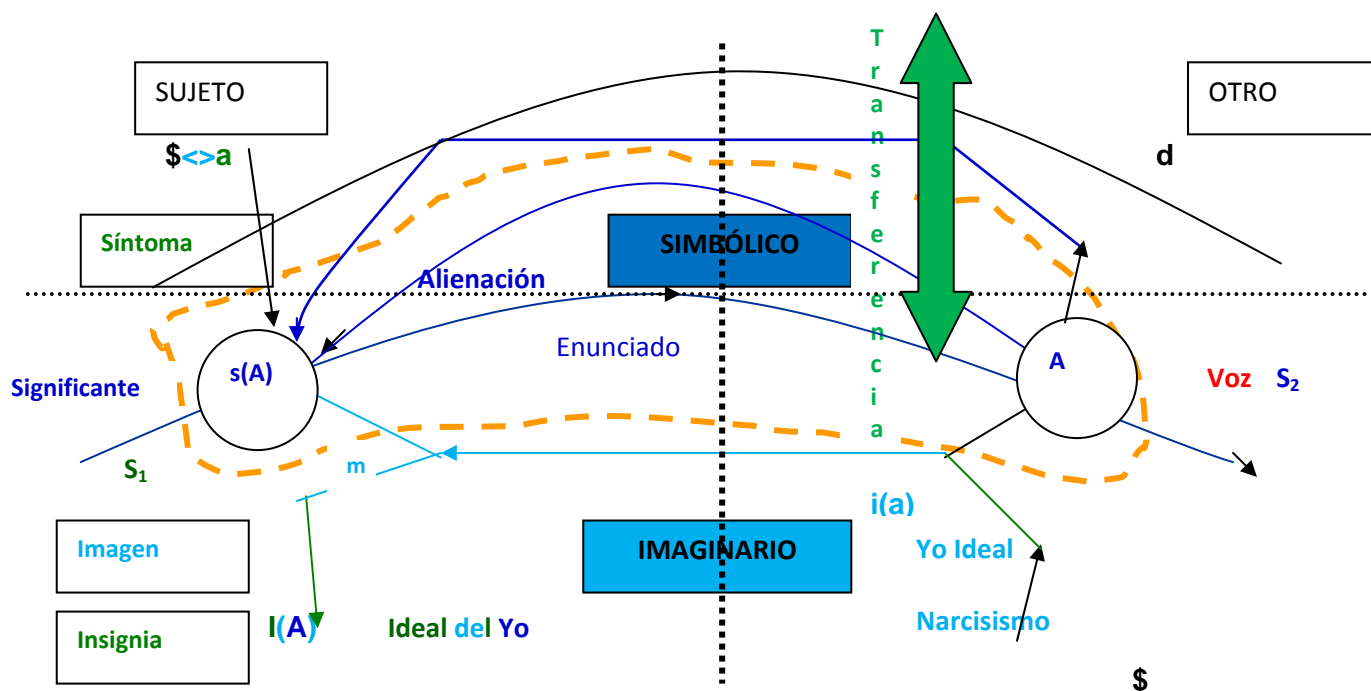 SUJETO
OTRO
$<>a
d
Transferencia
Síntoma
SIMBÓLICO
Alienación
Enunciado
s(A)
A
Significante
Voz S₂
S₁
m
i(a)
Imagen
IMAGINARIO
Yo Ideal
Insignia
I(A)
Ideal del Yo
Narcisismo
$